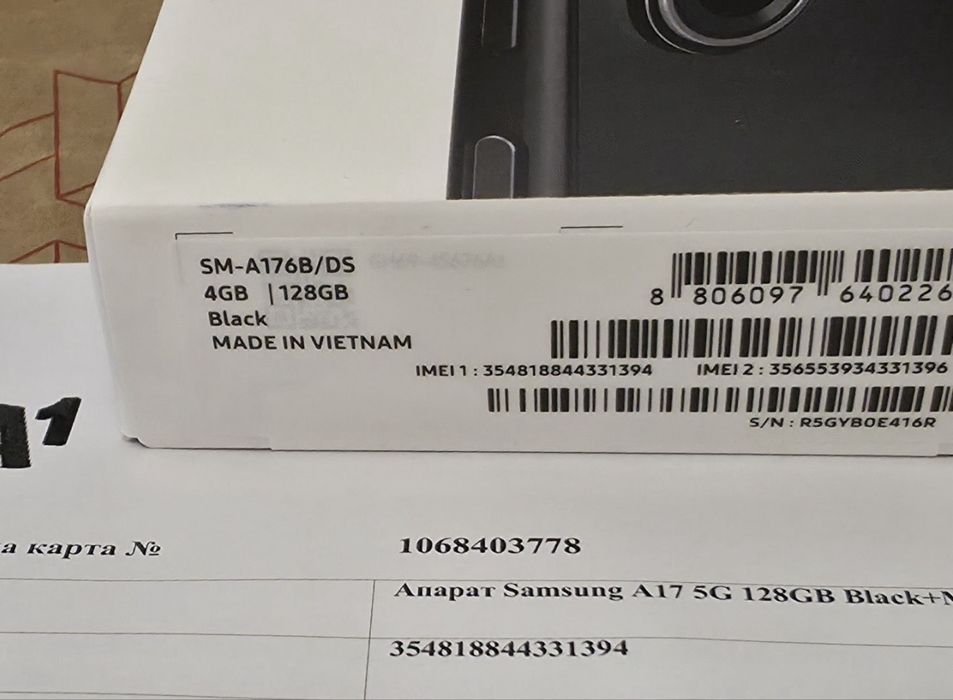 SM-A176B/DS
4GB | 128GB
Black
MADE IN VIETNAM
8 806097 640226
IMEI 1 : 354818844331394 IMEI 2 : 356553934331396
S/N : R5GYB0E416R
A1
а карта №
1068403778
Апарат Samsung A17 5G 128GB Black+
354818844331394